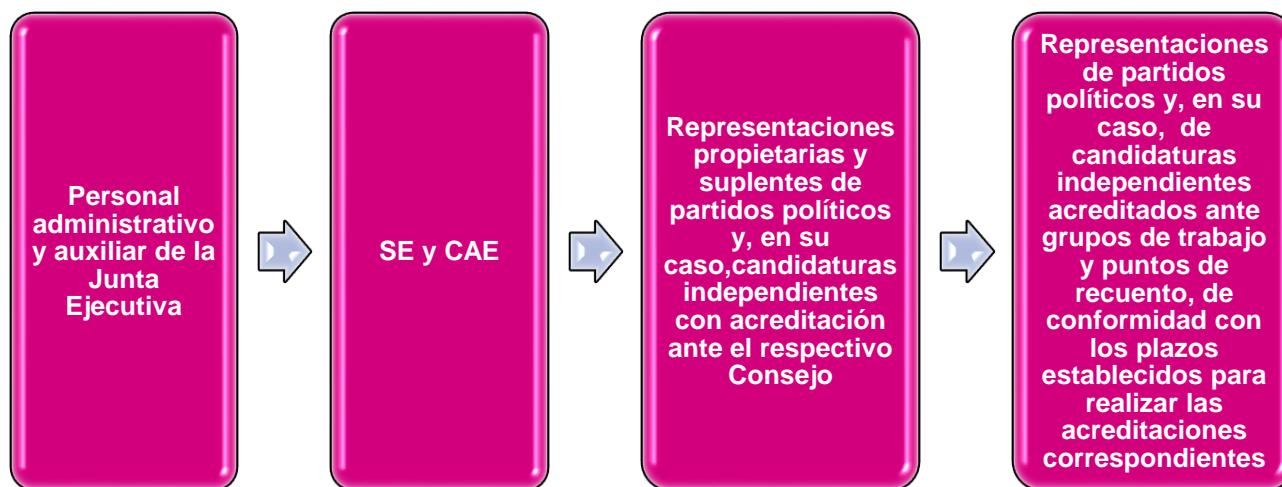 Personal
administrativo
y auxiliar de la
Junta
Ejecutiva
SE y CAE
Representaciones
propietarias y
suplentes de
partidos políticos
y, en su
caso,candidaturas
independientes
con acreditación
ante el respectivo
Consejo
Representaciones
de partidos
políticos y, en su
caso, de
candidaturas
independientes
acreditados ante
grupos de trabajo
y puntos de
recuento, de
conformidad con
los plazos
establecidos para
realizar las
acreditaciones
correspondientes